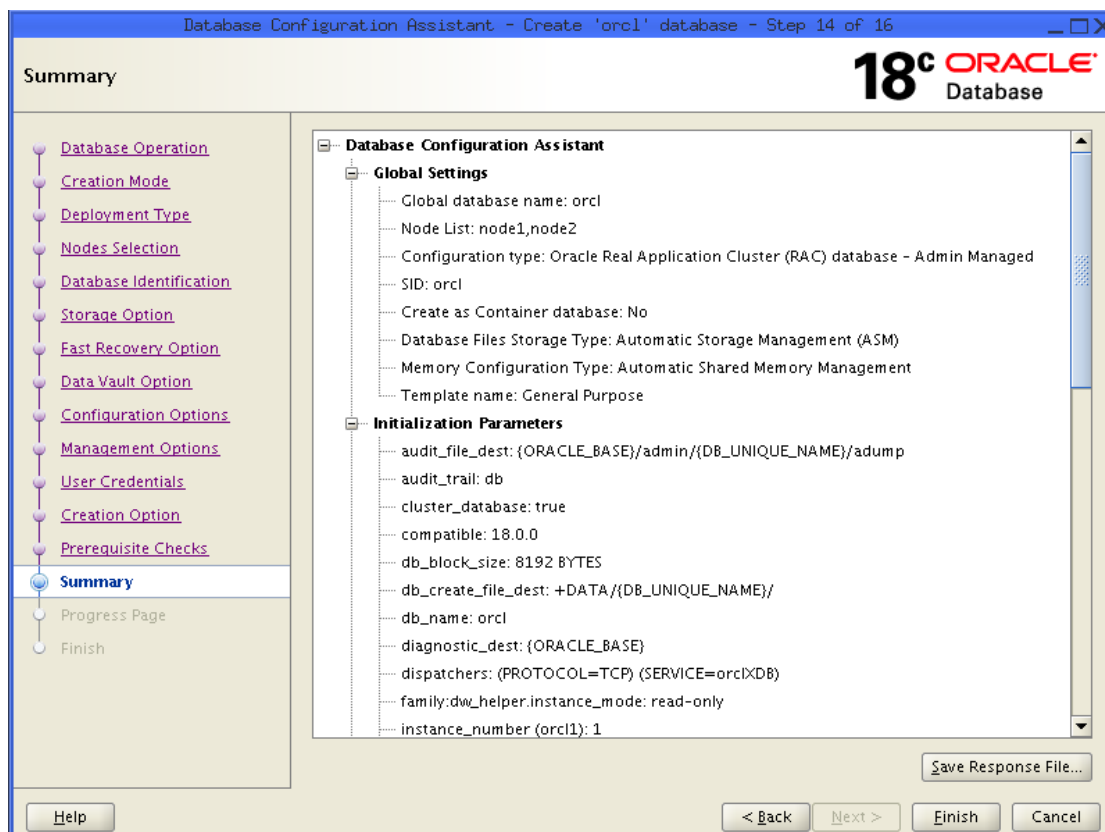 Database Configuration Assistant - Create 'orcl' database - Step 14 of 16
Summary
18c ORACLE
Database
Database Operation
Creation Mode
Deployment Type
Nodes Selection
Database Identification
Storage Option
Fast Recovery Option
Data Vault Option
Configuration Options
Management Options
User Credentials
Creation Option
Prerequisite Checks
Summary
Progress Page
Finish
Database Configuration Assistant
Global Settings
Global database name: orcl
Node List: node1,node2
Configuration type: Oracle Real Application Cluster (RAC) database - Admin Managed
SID: orcl
Create as Container database: No
Database Files Storage Type: Automatic Storage Management (ASM)
Memory Configuration Type: Automatic Shared Memory Management
Template name: General Purpose
Initialization Parameters
audit_file_dest: {ORACLE_BASE}/admin/{DB_UNIQUE_NAME}/adump
audit_trail: db
cluster_database: true
compatible: 18.0.0
db_block_size: 8192 BYTES
db_create_file_dest: +DATA/{DB_UNIQUE_NAME}/
db_name: orcl
diagnostic_dest: {ORACLE_BASE}
dispatchers: (PROTOCOL=TCP) (SERVICE=orclXDB)
family:dw_helper.instance_mode: read-only
instance_number (orcl1): 1
Save Response File...
Help
< Back
Next >
Finish
Cancel